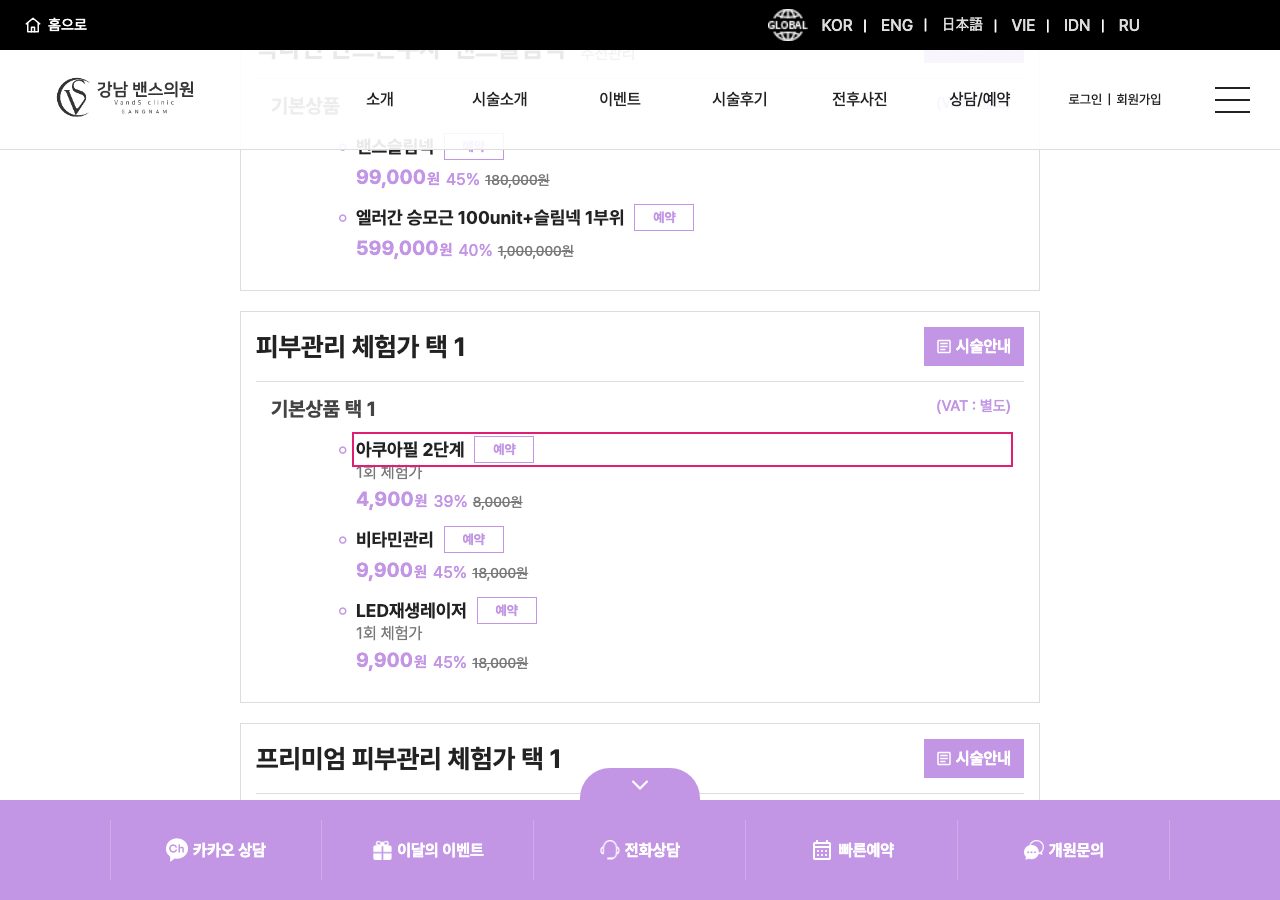 홈으로
GLOBAL KOR | ENG | 日本語 | VIE | IDN | RU
강남 밴스의원
VandS clinic
GANGNAM
소개 시술소개 이벤트 시술후기 전후사진 상담/예약
로그인 | 회원가입
기본상품
밴스슬림넥 예약
99,000원 45% 180,000원
엘러간 승모근 100unit+슬림넥 1부위 예약
599,000원 40% 1,000,000원
피부관리 체험가 택 1
시술안내
기본상품 택 1
(VAT : 별도)
아쿠아필 2단계 예약
1회 체험가
4,900원 39% 8,000원
비타민관리 예약
9,900원 45% 18,000원
LED재생레이저 예약
1회 체험가
9,900원 45% 18,000원
프리미엄 피부관리 체험가 택 1
시술안내
Ch 카카오 상담
이달의 이벤트
전화상담
빠른예약
개원문의